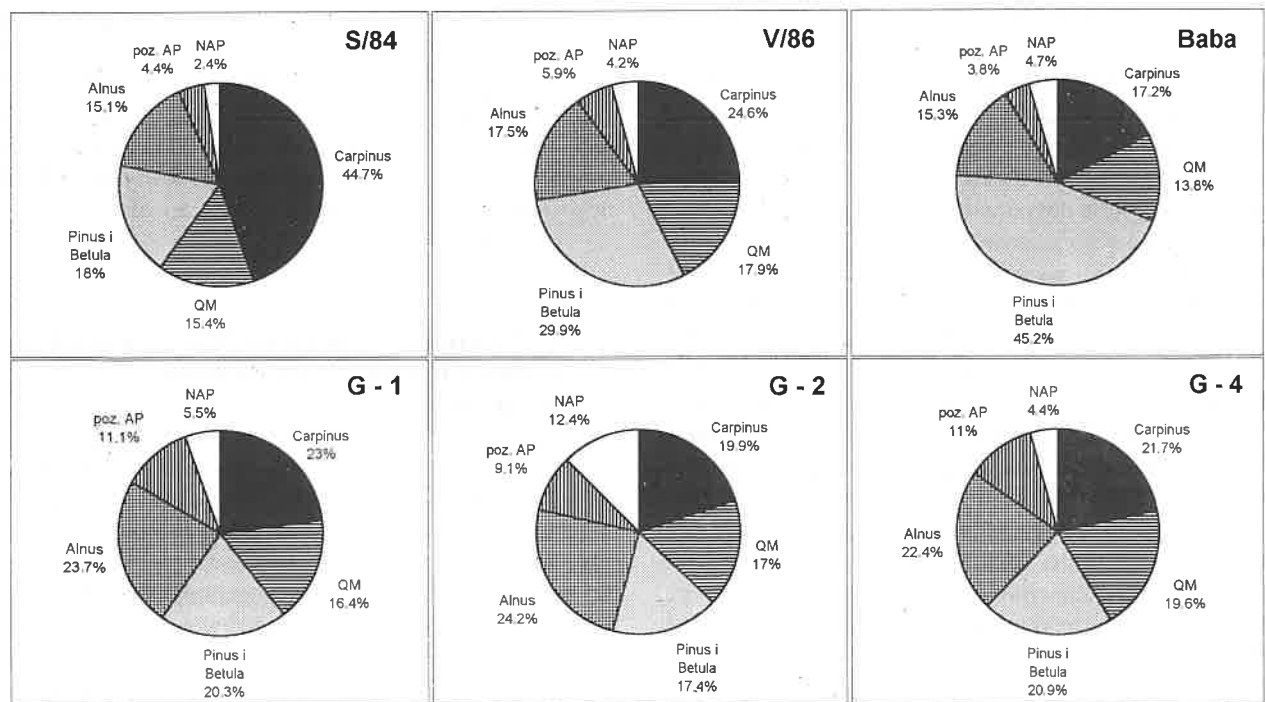 S/84
NAP
2.4%
poz. AP
4.4%
Alnus
15.1%
Carpinus
44.7%
Pinus i
Betula
18%
QM
15.4%
V/86
NAP
4.2%
poz. AP
5.9%
Carpinus
24.6%
Alnus
17.5%
QM
17.9%
Pinus i
Betula
29.9%
Baba
NAP
4.7%
poz. AP
3.8%
Carpinus
17.2%
Alnus
15.3%
QM
13.8%
Pinus i
Betula
45.2%
G - 1
NAP
5.5%
poz. AP
11.1%
Carpinus
23%
Alnus
23.7%
QM
16.4%
Pinus i
Betula
20.3%
G - 2
NAP
12.4%
Carpinus
19.9%
poz. AP
9.1%
QM
17%
Alnus
24.2%
Pinus i
Betula
17.4%
G - 4
NAP
4.4%
poz. AP
11%
Carpinus
21.7%
Alnus
22.4%
QM
19.6%
Pinus i
Betula
20.9%